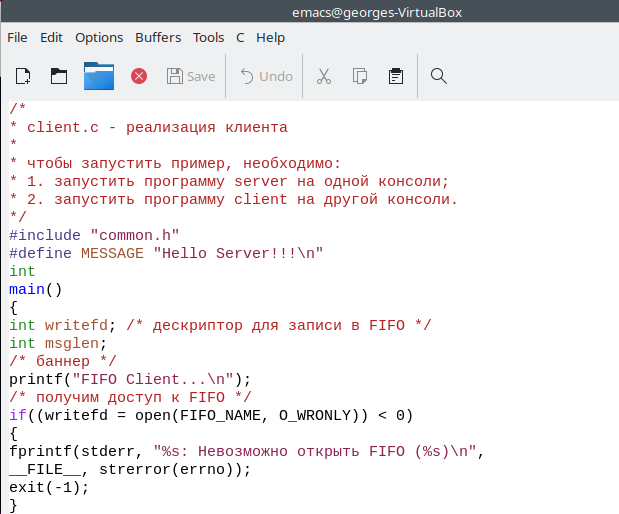 emacs@georges-VirtualBox
File Edit Options Buffers Tools C Help
Save Undo
/*
* client.c - реализация клиента
*
* чтобы запустить пример, необходимо:
* 1. запустить программу server на одной консоли;
* 2. запустить программу client на другой консоли.
*/
#include "common.h"
#define MESSAGE "Hello Server!!!\n"
int
main()
{
int writefd; /* дескриптор для записи в FIFO */
int msglen;
/* баннер */
printf("FIFO Client...\n");
/* получим доступ к FIFO */
if((writefd = open(FIFO_NAME, O_WRONLY)) < 0)
{
fprintf(stderr, "%s: Невозможно открыть FIFO (%s)\n",
__FILE__, strerror(errno));
exit(-1);
}